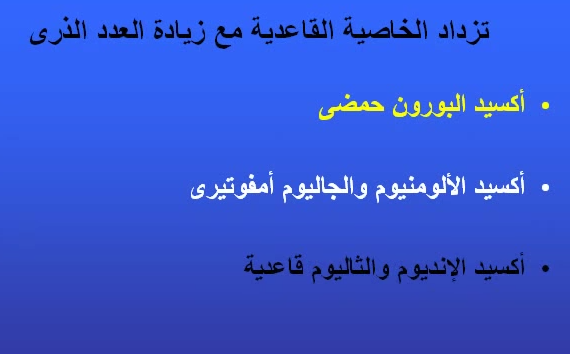 تزداد الخاصية القاعدية مع زيادة العدد الذرى
• أكسيد البورون حمضى
• أكسيد الألومنيوم والجاليوم أمفوتيرى
• أكسيد الإنديوم والثاليوم قاعدية